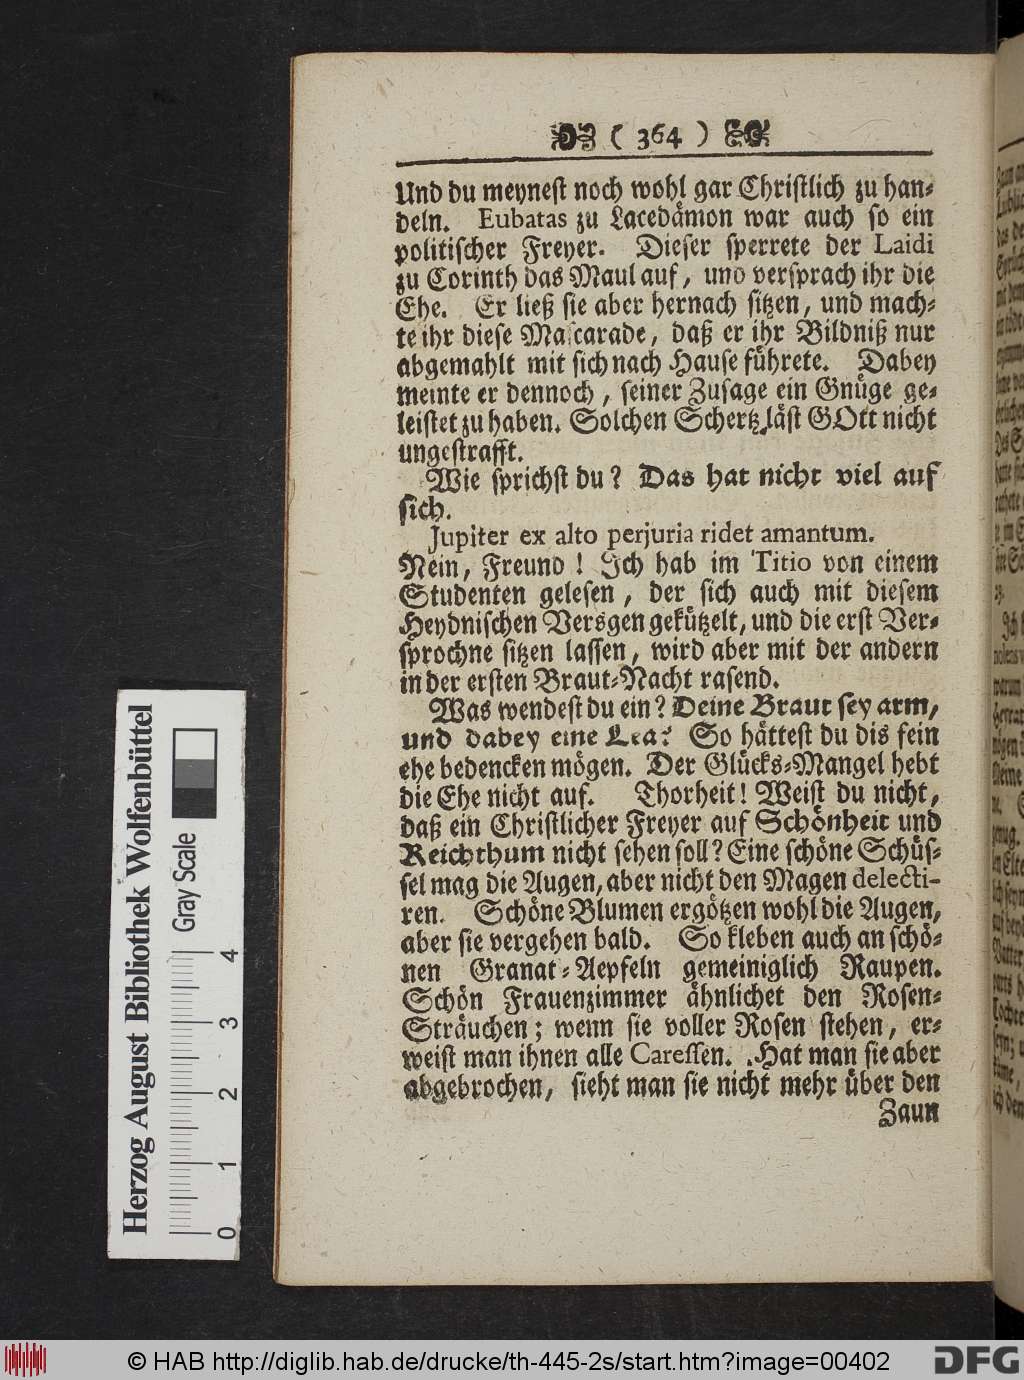 ( 364 )
Und du meynest noch wohl gar Christlich zu han-
deln. Eubatas zu Lacedämon war auch so ein
politischer Freyer. Dieser sperrete der Laidi
zu Corinth das Maul auf, und versprach ihr die
Ehe. Er ließ sie aber hernach sitzen, und mach-
te ihr diese Mascarade, daß er ihr Bildniß nur
abgemahlt mit sich nach Hause führete. Dabey
meinte er dennoch, seiner Zusage ein Gnüge ge-
leistet zu haben. Solchen Schertz läst GOtt nicht
ungestrafft.
Wie sprichst du? Das hat nicht viel auf
sich.
Jupiter ex alto perjuria ridet amantum.
Nein, Freund! Ich hab im Titio von einem
Studenten gelesen, der sich auch mit diesem
Heydnischen Versgen gekützelt, und die erst Ver-
sprochne sitzen lassen, wird aber mit der andern
in der ersten Braut-Nacht rasend.
Was wendest du ein? Deine Braut sey arm,
und dabey eine Lea? So hättest du dis fein
ehe bedencken mögen. Der Glücks-Mangel hebt
die Ehe nicht auf. Thorheit! Weist du nicht,
daß ein Christlicher Freyer auf Schönheit und
Reichthum nicht sehen soll? Eine schöne Schüs-
sel mag die Augen, aber nicht den Magen delecti-
ren. Schöne Blumen ergötzen wohl die Augen,
aber sie vergehen bald. So kleben auch an schö-
nen Granat-Aepfeln gemeiniglich Raupen.
Schön Frauenzimmer ähnlichet den Rosen-
Sträuchen; wenn sie voller Rosen stehen, er-
weist man ihnen alle Caressen. Hat man sie aber
abgebrochen, sieht man sie nicht mehr über den
Zaun
Herzog August Bibliothek Wolfenbüttel
Gray Scale
0 1 2 3 4
© HAB http://diglib.hab.de/drucke/th-445-2s/start.htm?image=00402
DFG